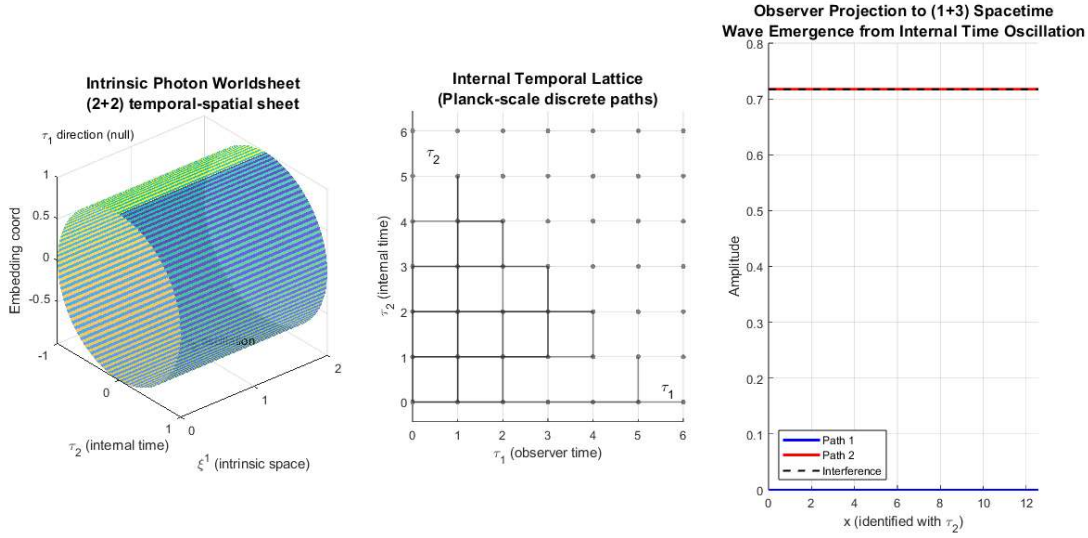 Intrinsic Photon Worldsheet
(2+2) temporal-spatial sheet
τ1 direction (null)
1
0.5
0
-0.5
Embedding coord
-1
0
1
τ2 (internal time)
0
1
2
ξ1 (intrinsic space)
Internal Temporal Lattice
(Planck-scale discrete paths)
6
5
4
3
2
1
0
τ2 (internal time)
τ2
τ1
0 1 2 3 4 5 6
τ1 (observer time)
Observer Projection to (1+3) Spacetime
Wave Emergence from Internal Time Oscillation
0.8
0.7
0.6
0.5
0.4
0.3
0.2
0.1
0
Amplitude
Path 1
Path 2
Interference
0 2 4 6 8 10 12
x (identified with τ2)